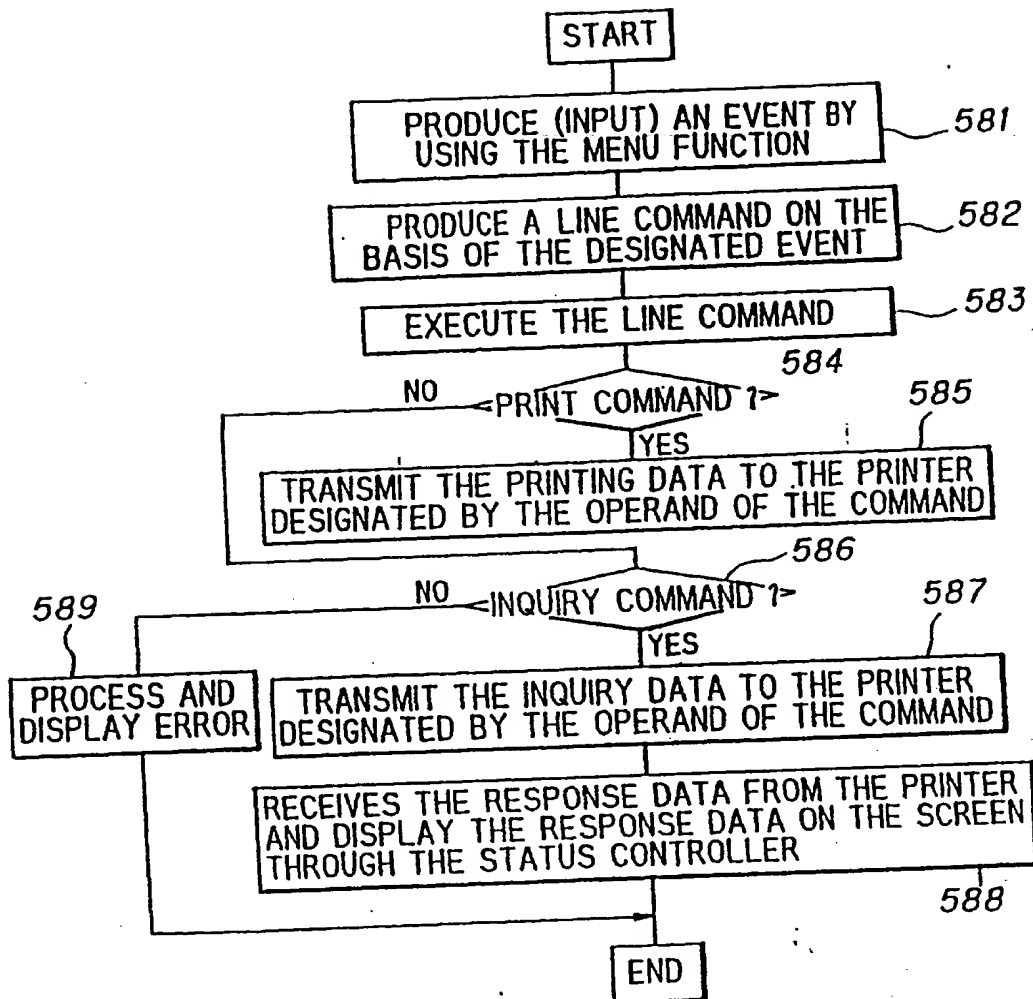 START
PRODUCE (INPUT) AN EVENT BY
USING THE MENU FUNCTION
581
PRODUCE A LINE COMMAND ON THE
BASIS OF THE DESIGNATED EVENT
582
EXECUTE THE LINE COMMAND
583
584
NO
PRINT COMMAND ?
585
YES
TRANSMIT THE PRINTING DATA TO THE PRINTER
DESIGNATED BY THE OPERAND OF THE COMMAND
586
NO
INQUIRY COMMAND ?
589
587
YES
PROCESS AND
DISPLAY ERROR
TRANSMIT THE INQUIRY DATA TO THE PRINTER
DESIGNATED BY THE OPERAND OF THE COMMAND
RECEIVES THE RESPONSE DATA FROM THE PRINTER
AND DISPLAY THE RESPONSE DATA ON THE SCREEN
THROUGH THE STATUS CONTROLLER
588
END